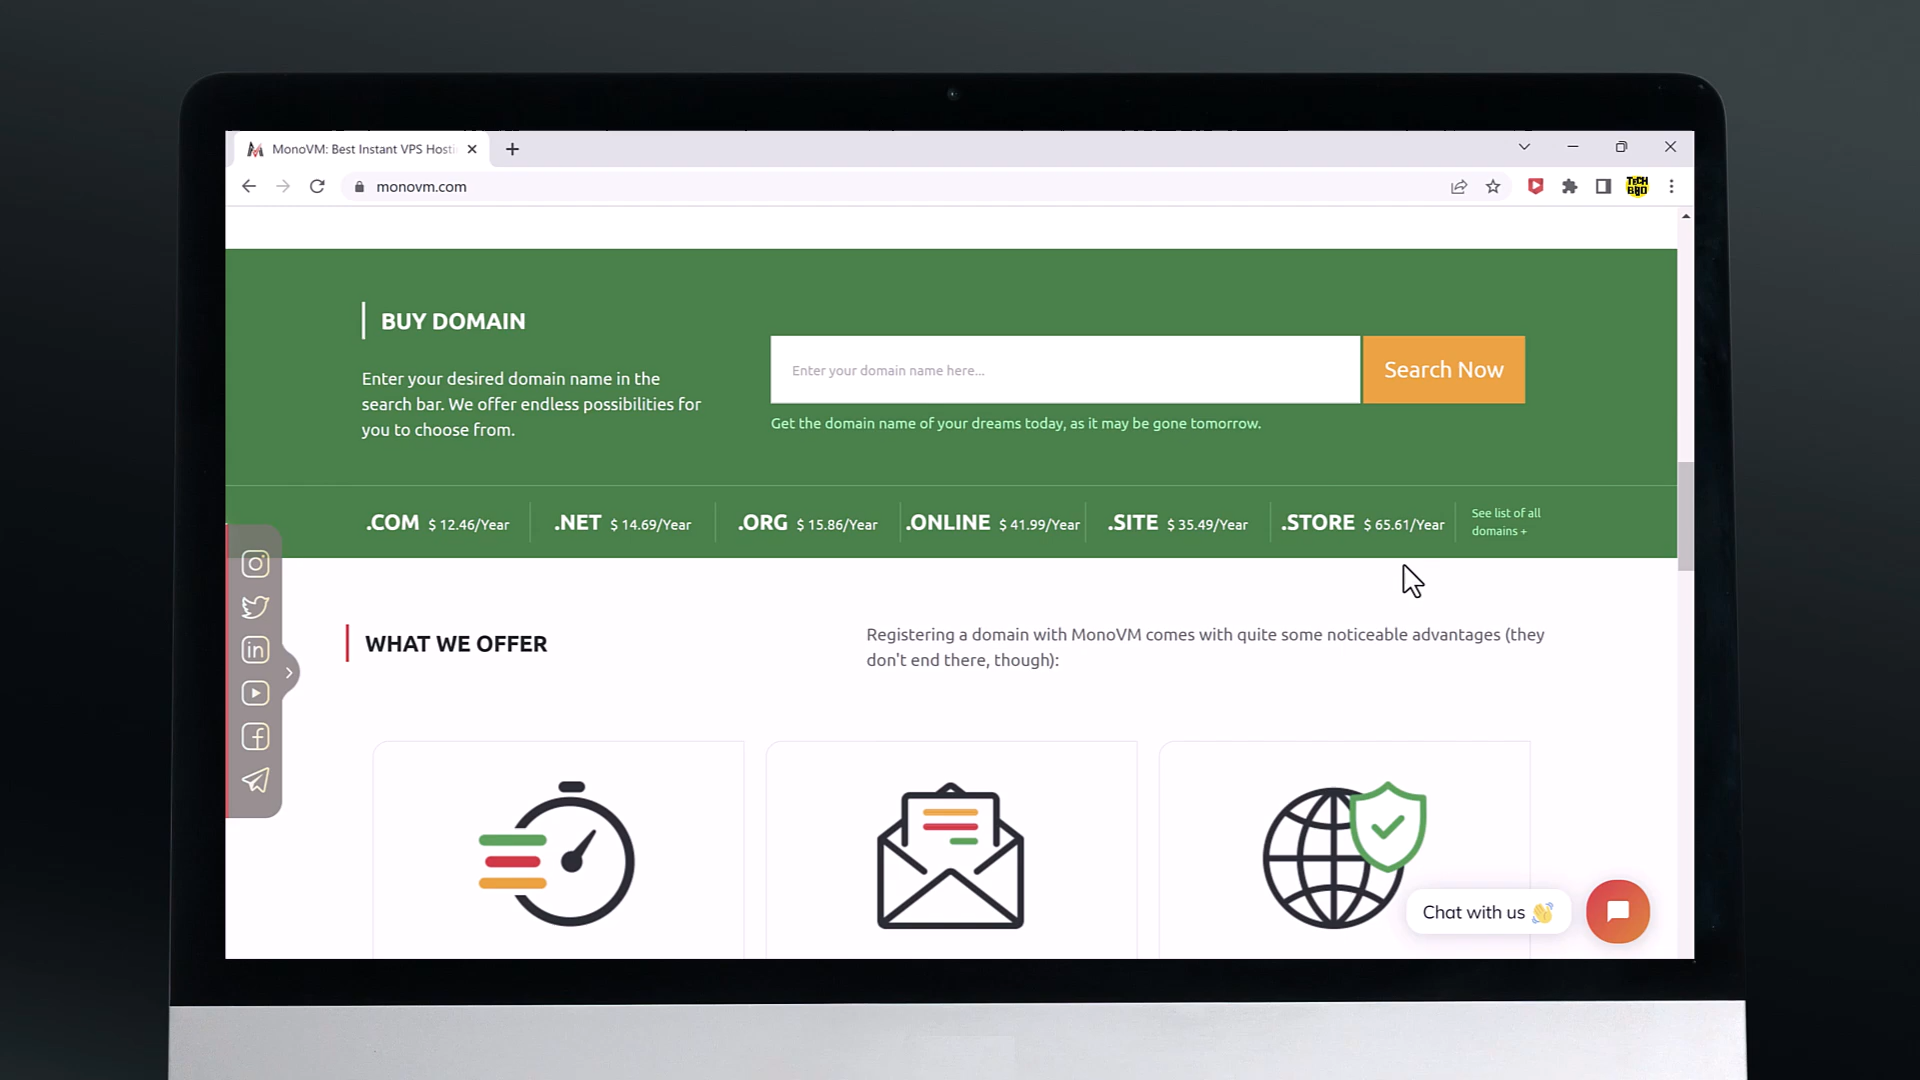 MonoVM: Best Instant VPS Hosti
monovm.com
TECH
BUY DOMAIN
Enter your desired domain name in the
search bar. We offer endless possibilities for
you to choose from.
Enter your domain name here...
Search Now
Get the domain name of your dreams today, as it may be gone tomorrow.
.COM $ 12.46/Year
.NET $ 14.69/Year
.ORG $ 15.86/Year
.ONLINE $ 41.99/Year
.SITE $ 35.49/Year
.STORE $ 65.61/Year
See list of all
domains +
WHAT WE OFFER
Registering a domain with MonoVM comes with quite some noticeable advantages (they
don't end there, though):
Chat with us 👋